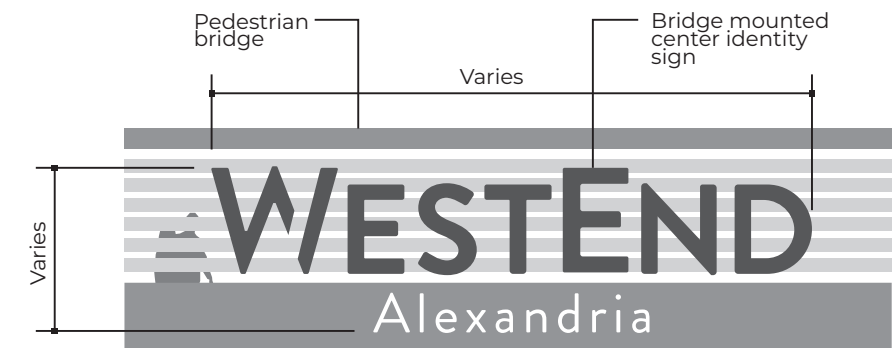 Pedestrian
bridge
Bridge mounted
center identity
sign
Varies
Varies
WESTEND
Alexandria